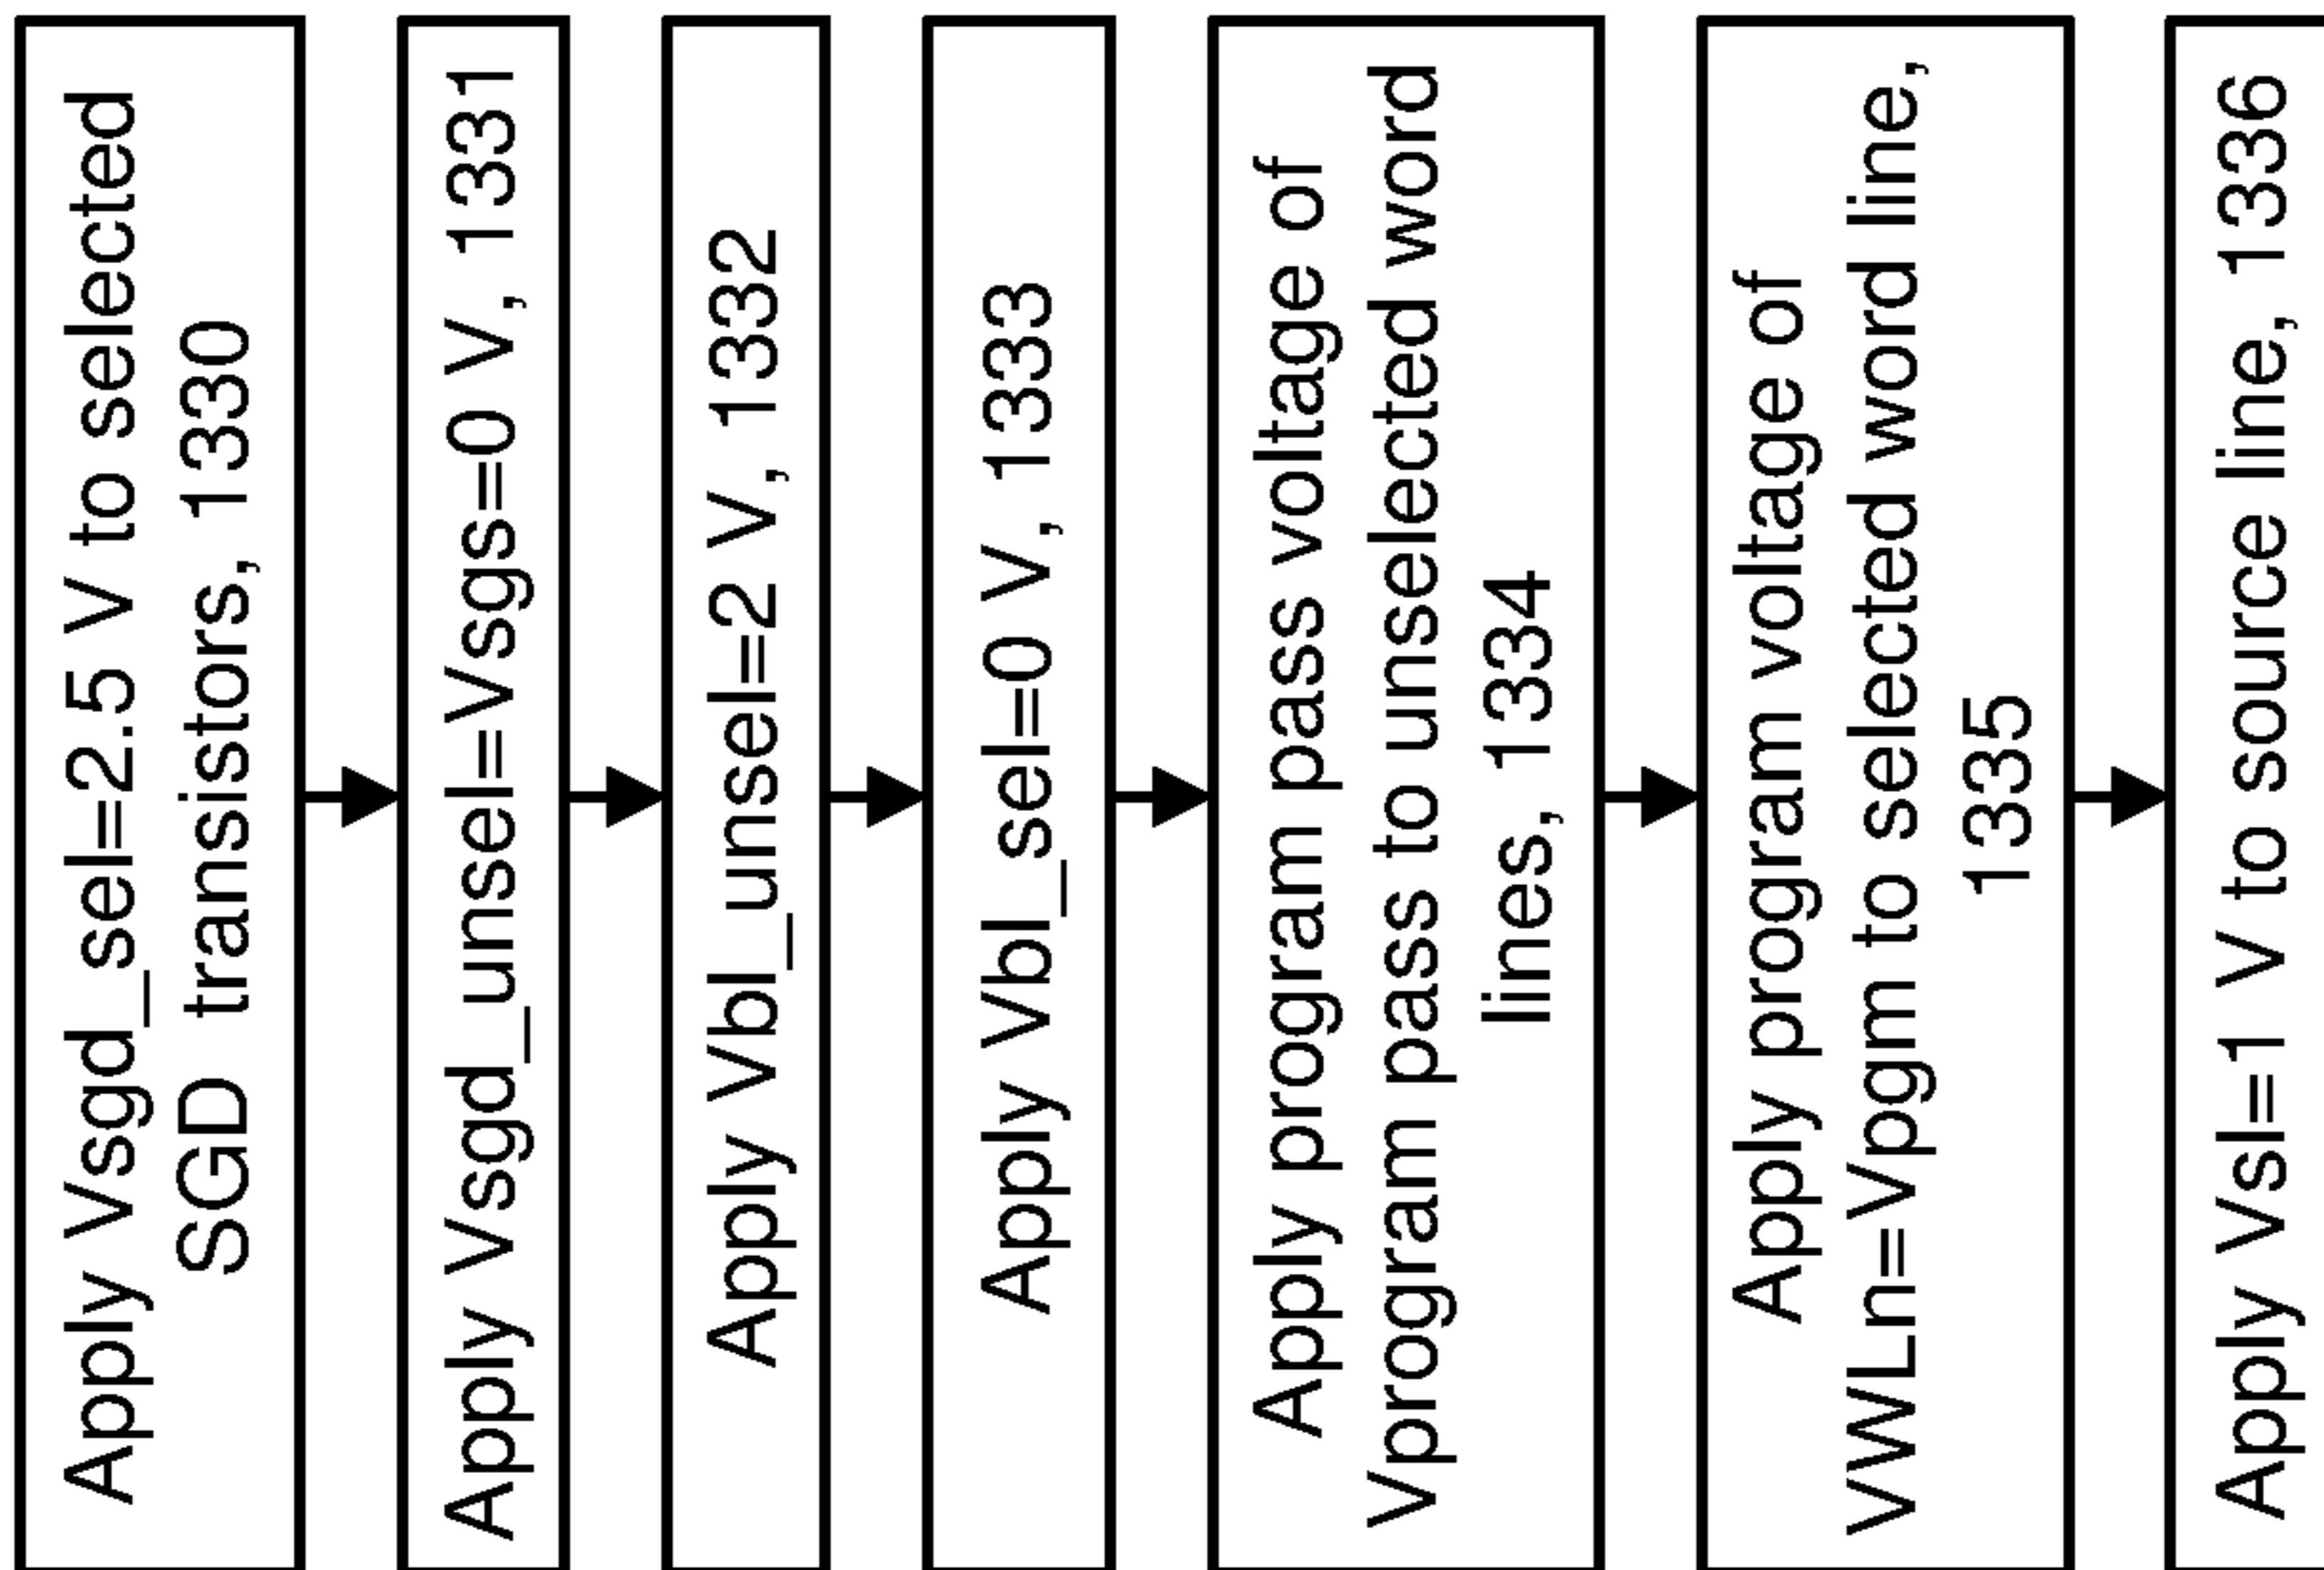 Apply Vsgd_sel=2.5 V to selected
SGD transistors, 1330
Apply Vsgd_unsel=Vsgs=0 V, 1331
Apply Vbl_unsel=2 V, 1332
Apply Vbl_sel=0 V, 1333
Apply program pass voltage of
Vprogram pass to unselected word
lines, 1334
Apply program voltage of
VWLn=Vpgm to selected word line,
1335
Apply Vsl=1 V to source line, 1336